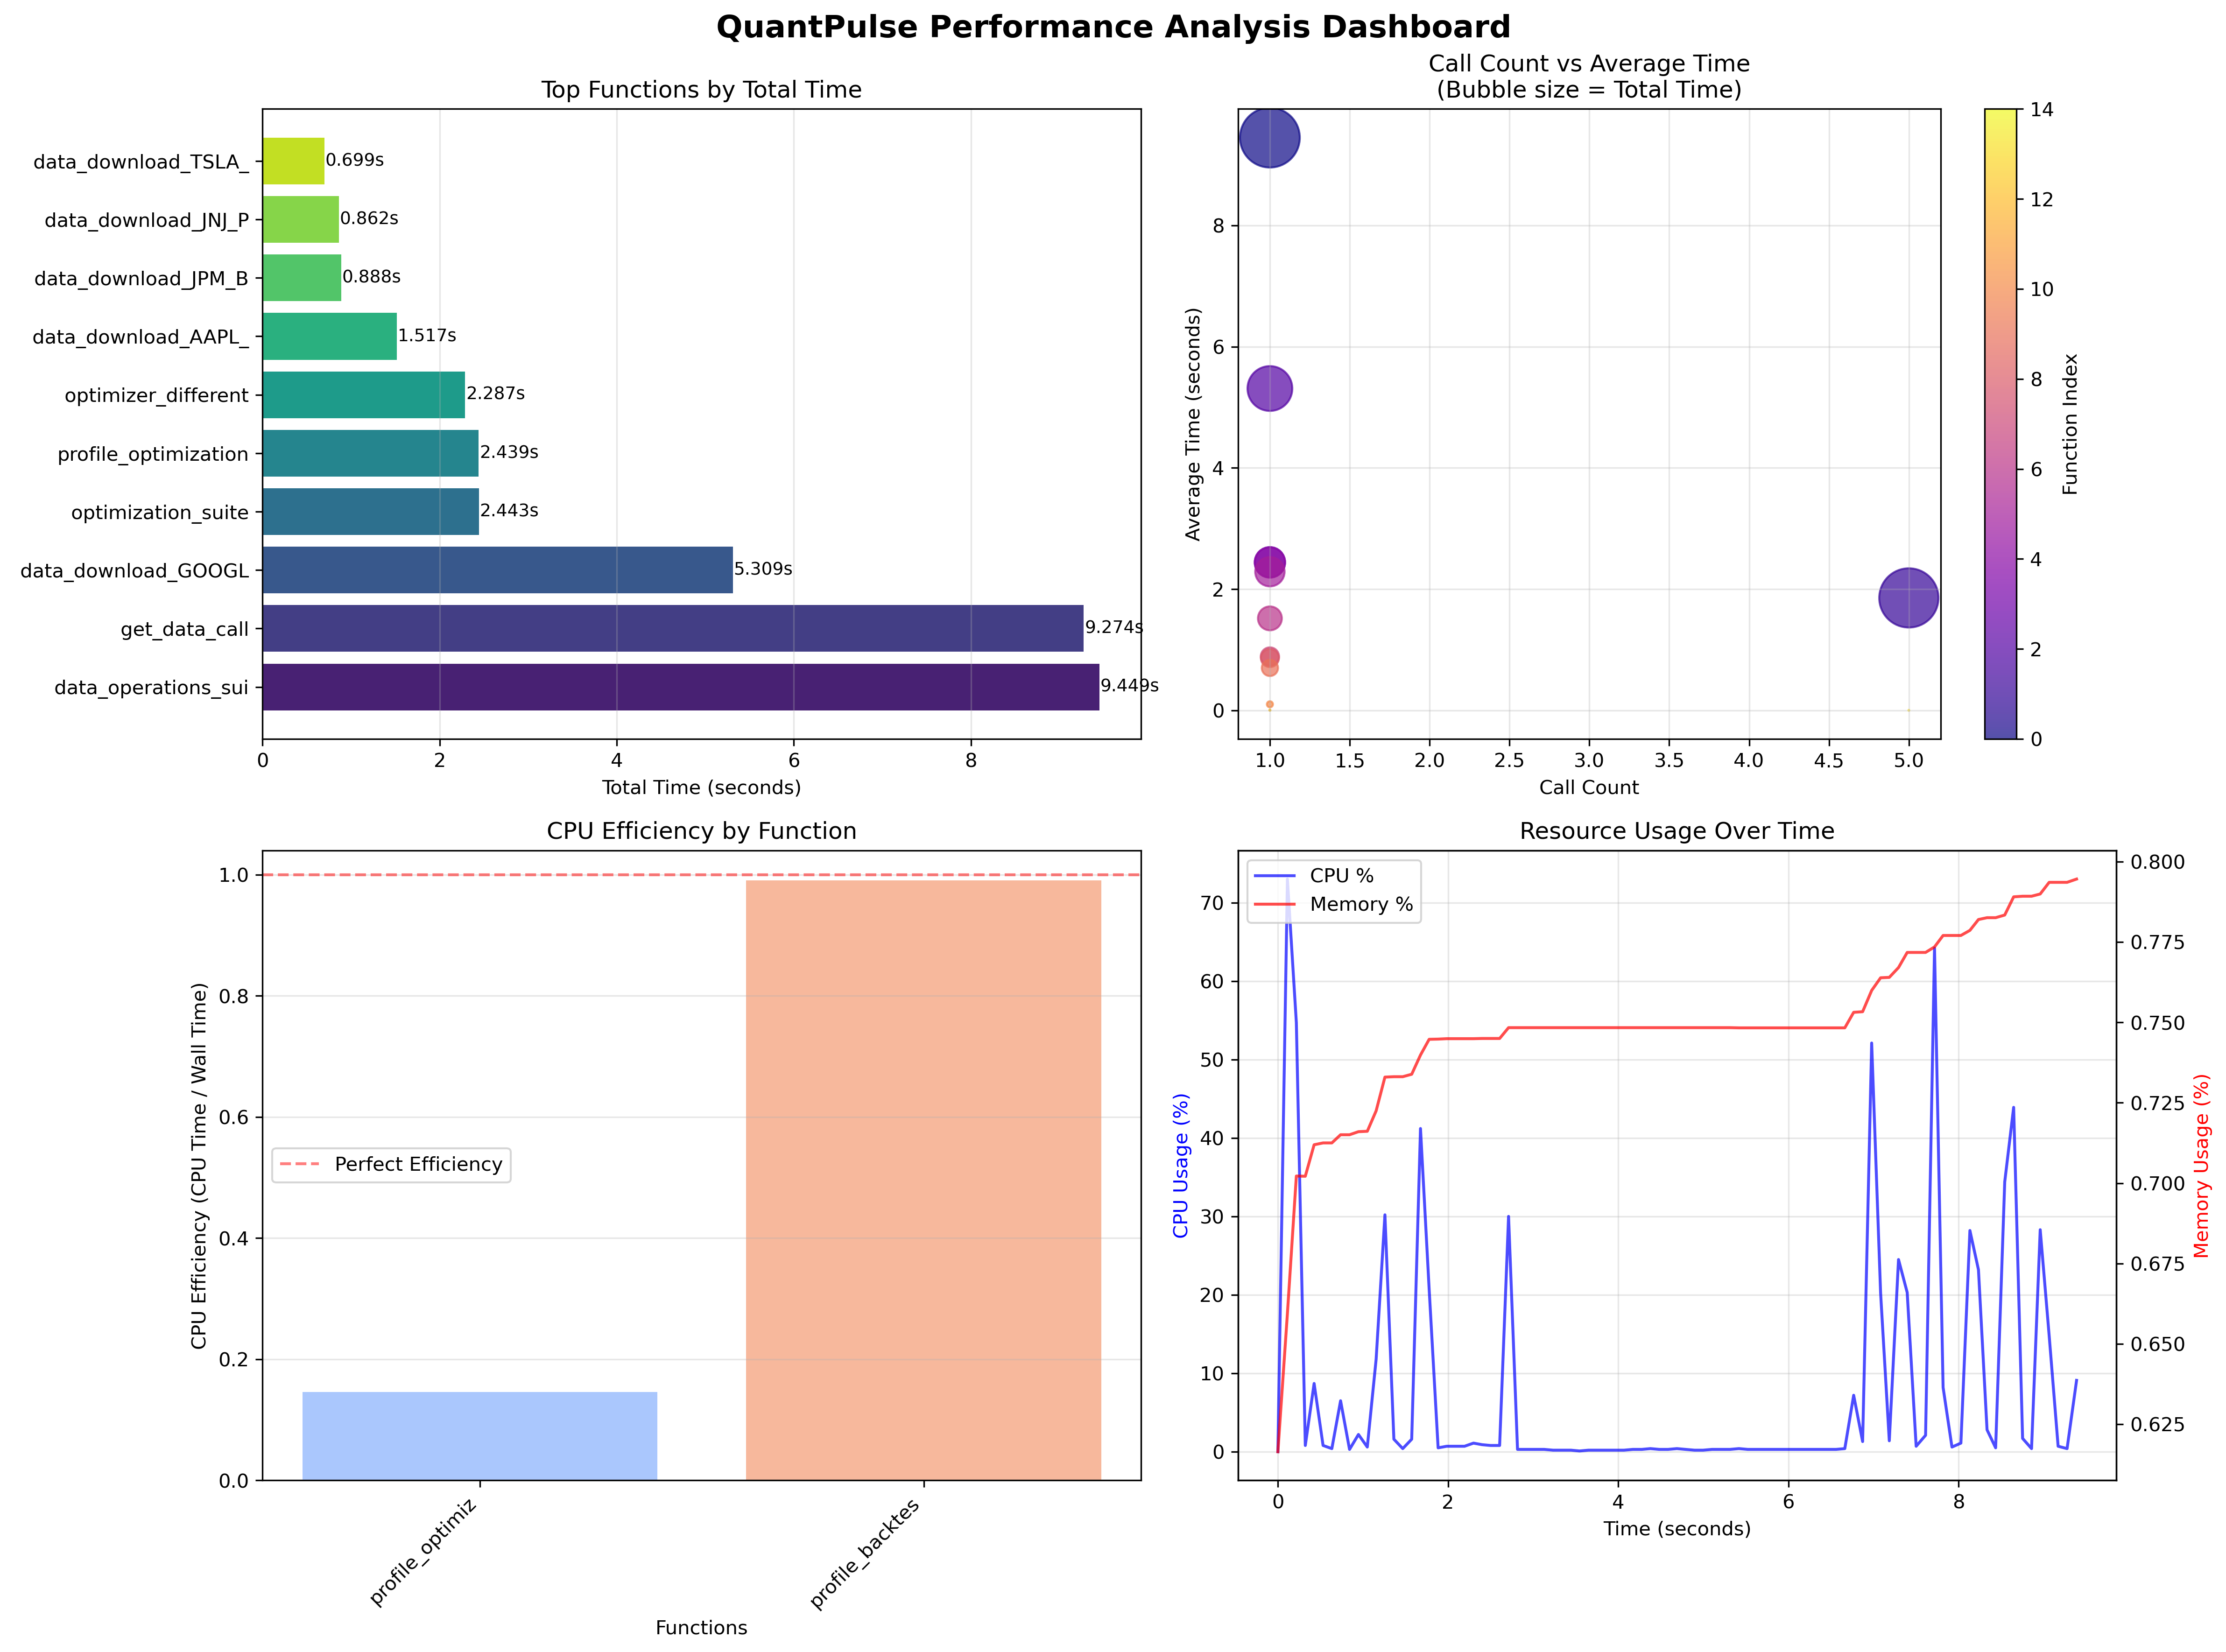 QuantPulse Performance Analysis Dashboard
Top Functions by Total Time
data_download_TSLA_
0.699s
data_download_JNJ_P
0.862s
data_download_JPM_B
0.888s
data_download_AAPL_
1.517s
optimizer_different
2.287s
profile_optimization
2.439s
optimization_suite
2.443s
data_download_GOOGL
5.309s
get_data_call
9.274s
data_operations_sui
9.449s
0 2 4 6 8
Total Time (seconds)
Call Count vs Average Time
(Bubble size = Total Time)
8
6
4
2
0
Average Time (seconds)
1.0 1.5 2.0 2.5 3.0 3.5 4.0 4.5 5.0
Call Count
14
12
10
8
6
4
2
0
Function Index
CPU Efficiency by Function
1.0
0.8
0.6
0.4
0.2
0.0
CPU Efficiency (CPU Time / Wall Time)
Perfect Efficiency
profile_optimiz
profile_backtes
Functions
Resource Usage Over Time
CPU %
Memory %
70
60
50
40
30
20
10
0
CPU Usage (%)
0.800
0.775
0.750
0.725
0.700
0.675
0.650
0.625
Memory Usage (%)
0 2 4 6 8
Time (seconds)